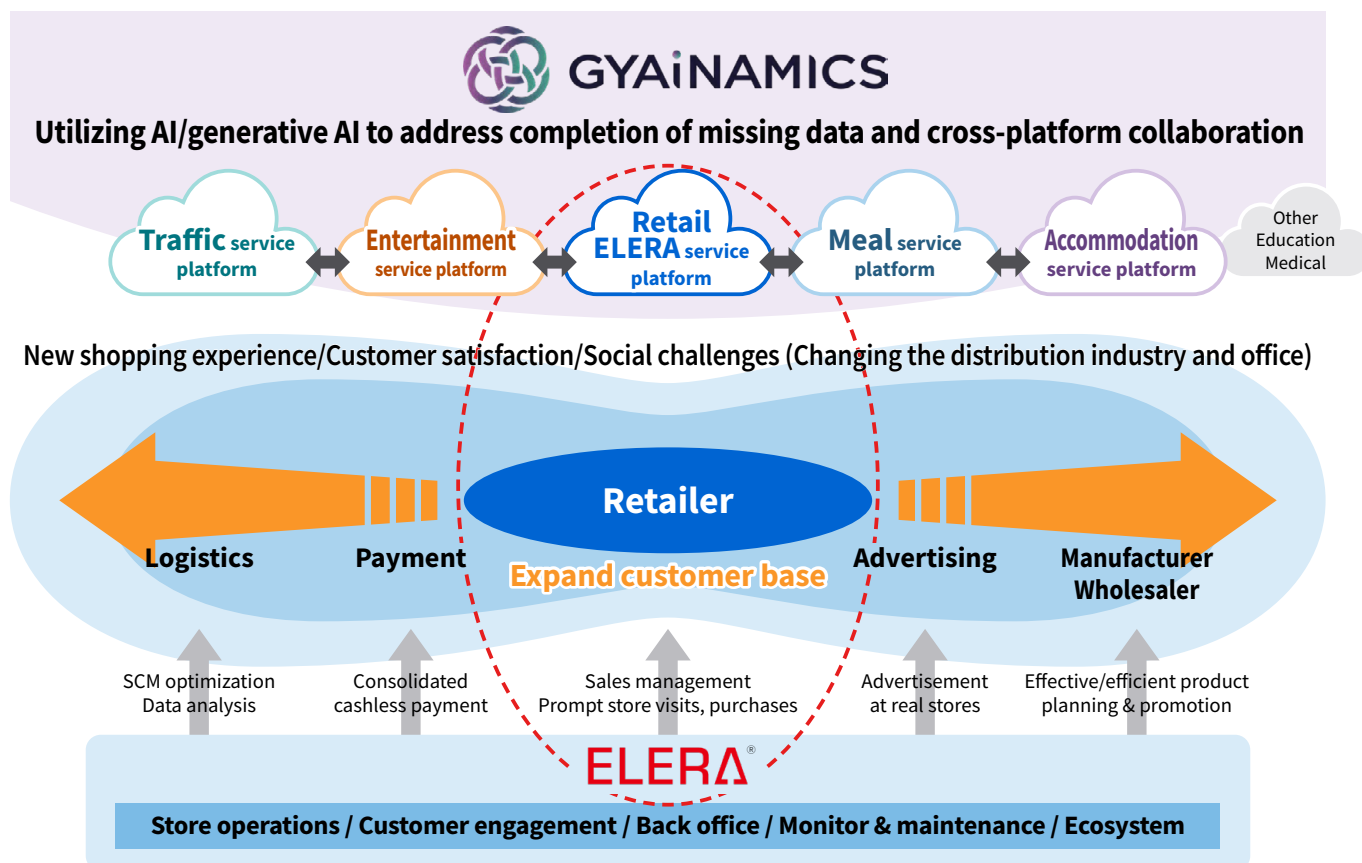 GYAiNAMICS
Utilizing AI/generative AI to address completion of missing data and cross-platform collaboration
Traffic service
platform
Entertainment
service platform
Retail
ELERA service
platform
Meal service
platform
Accommodation
service platform
Other
Education
Medical
New shopping experience/Customer satisfaction/Social challenges (Changing the distribution industry and office)
Retailer
Logistics
Payment
Expand customer base
Advertising
Manufacturer
Wholesaler
SCM optimization
Data analysis
Consolidated
cashless payment
Sales management
Prompt store visits, purchases
Advertisement
at real stores
Effective/efficient product
planning & promotion
ELERA®
Store operations / Customer engagement / Back office / Monitor & maintenance / Ecosystem